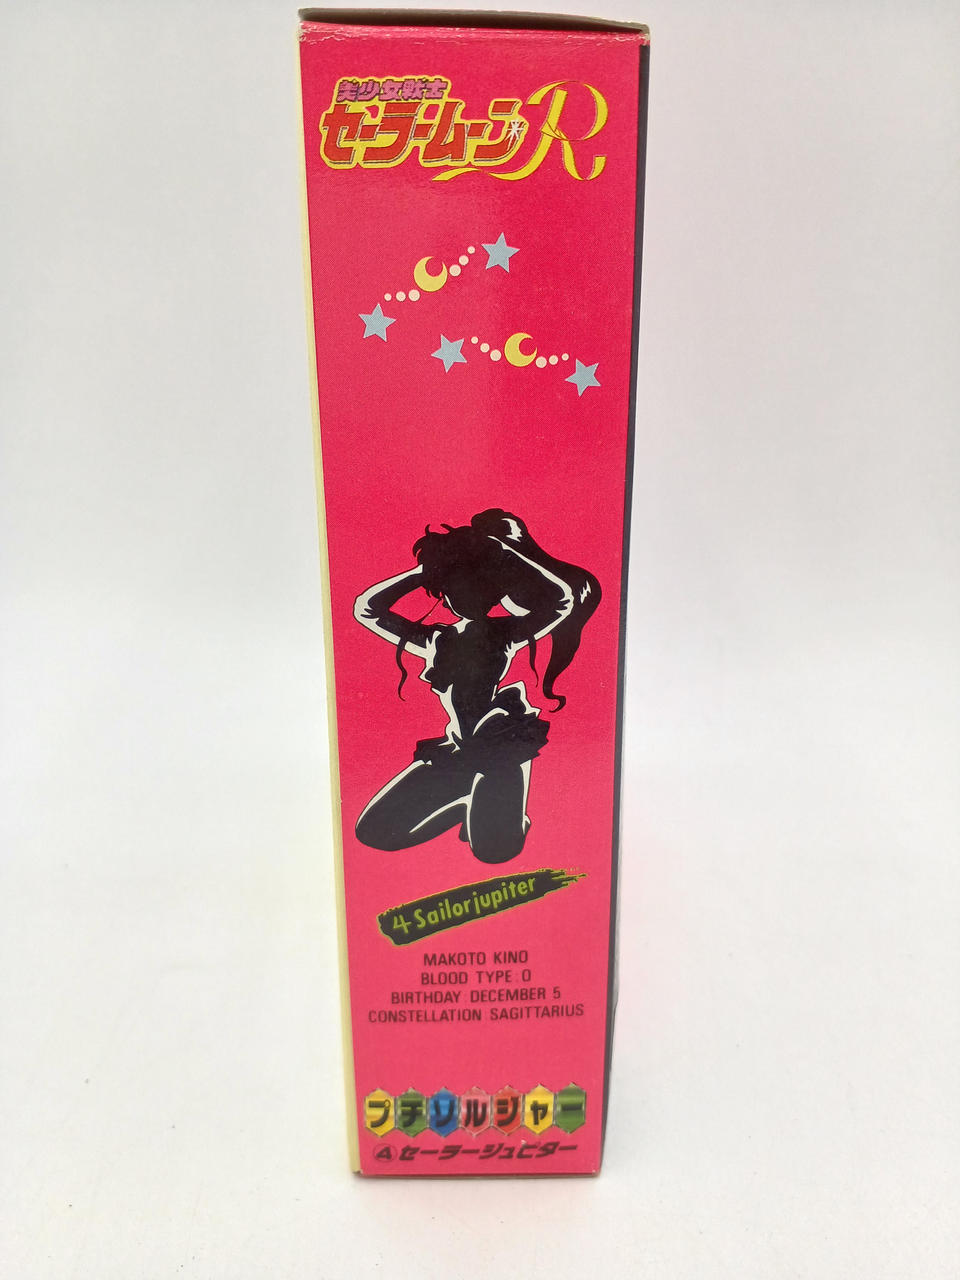 美少女戦士
セーラームーンR
4 Sailorjupiter
MAKOTO KINO
BLOOD TYPE:O
BIRTHDAY:DECEMBER 5
CONSTELLATION:SAGITTARIUS
プチソルジャー
④セーラージュピター